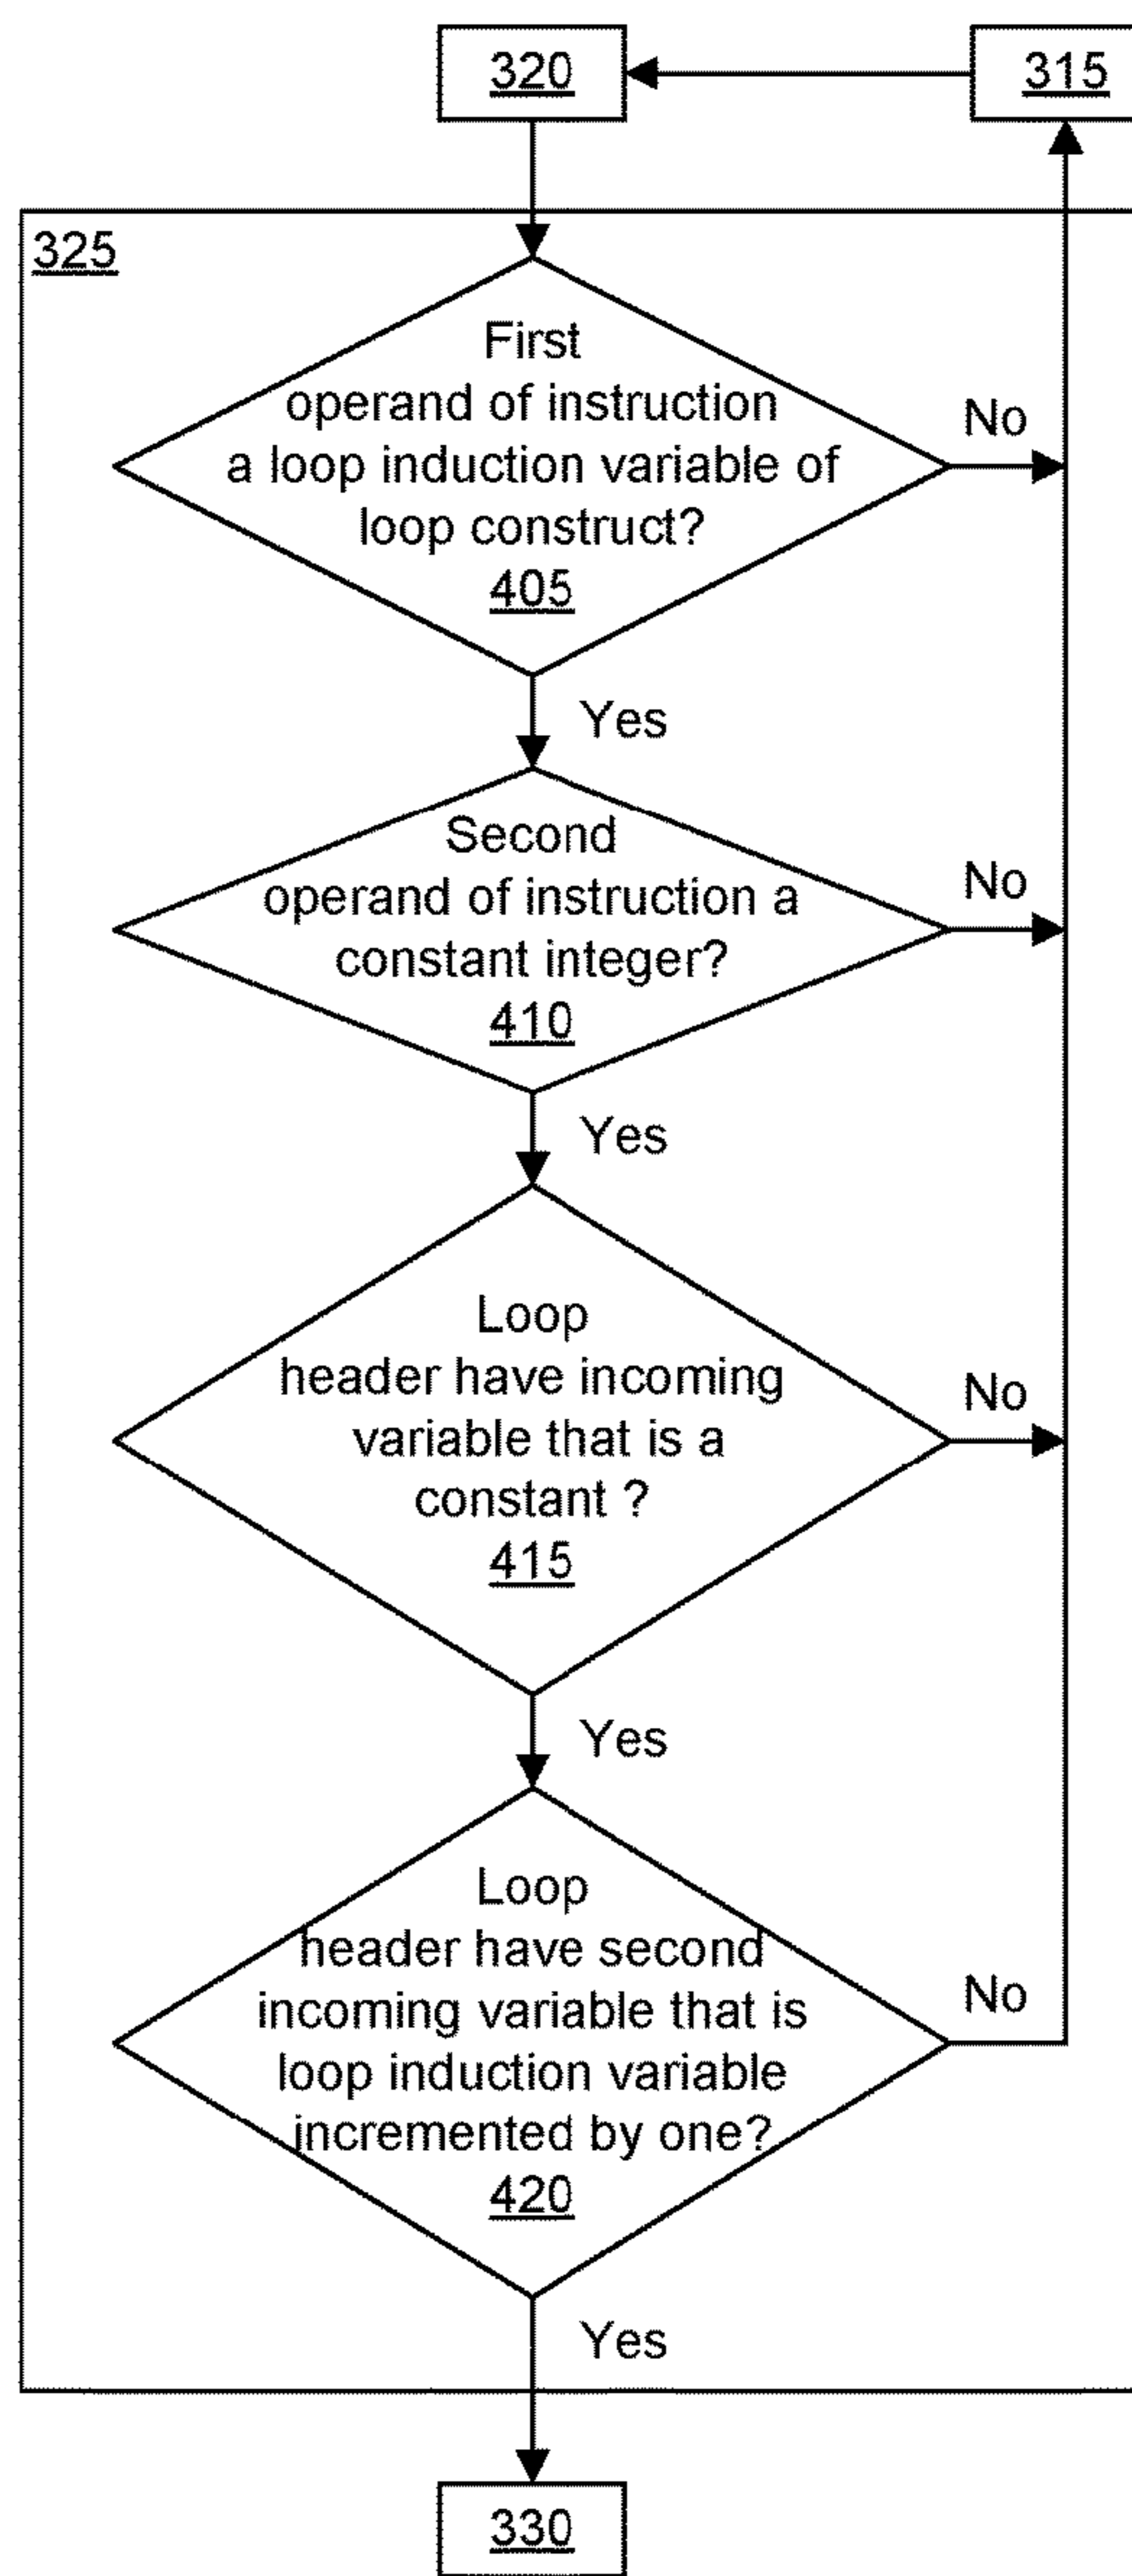 320
315
325
First
operand of instruction
a loop induction variable of
loop construct?
405
No
Yes
Second
operand of instruction a
constant integer?
410
No
Yes
Loop
header have incoming
variable that is a
constant ?
415
No
Yes
Loop
header have second
incoming variable that is
loop induction variable
incremented by one?
420
No
Yes
330